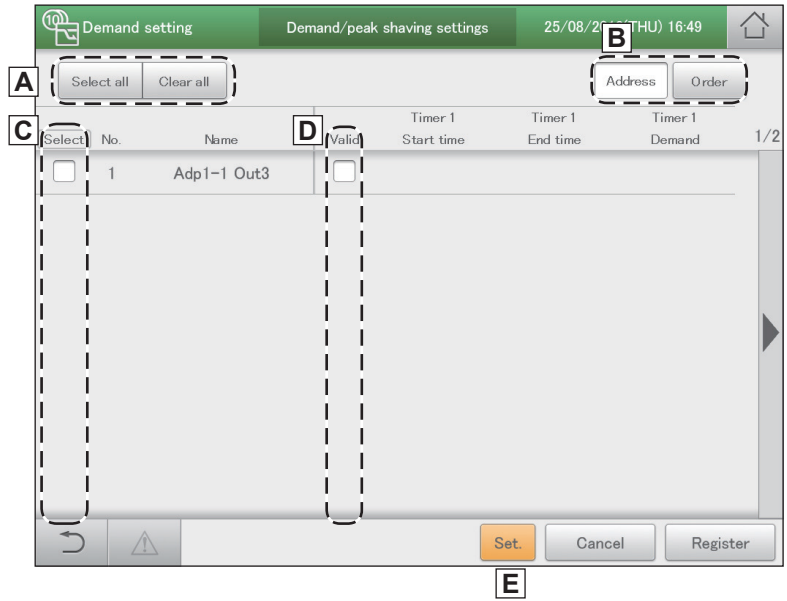 10) Demand setting Demand/peak shaving settings 25/08/2016(THU) 16:49
B
A Select all Clear all Address Order
Timer 1 Timer 1 Timer 1
C Select No. Name D Valid Start time End time Demand 1/2
1 Adp1-1 Out3
Set. Cancel Register
E